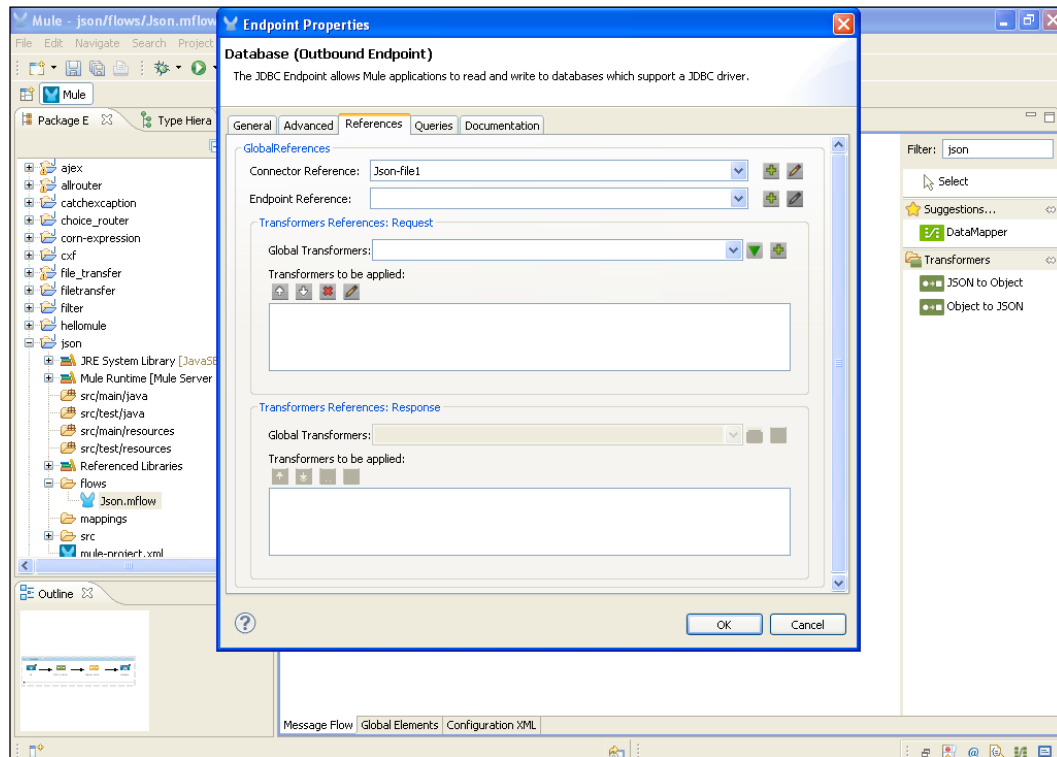 Mule - json/flows/Json.mflow
File Edit Navigate Search Project
Mule
Package E
Type Hiera
ajex
allrouter
catchexcaption
choice_router
corn-expression
cxf
file_transfer
filetransfer
filter
hellomule
json
JRE System Library [JavaSE
Mule Runtime [Mule Server
src/main/java
src/test/java
src/main/resources
src/test/resources
Referenced Libraries
flows
Json.mflow
mappings
src
mule-project.xml
Outline
Endpoint Properties
Database (Outbound Endpoint)
The JDBC Endpoint allows Mule applications to read and write to databases which support a JDBC driver.
General Advanced References Queries Documentation
GlobalReferences
Connector Reference: Json-file1
Endpoint Reference:
Transformers References: Request
Global Transformers:
Transformers to be applied:
Transformers References: Response
Global Transformers:
Transformers to be applied:
OK Cancel
Filter: json
Select
Suggestions...
DataMapper
Transformers
JSON to Object
Object to JSON
Message Flow Global Elements Configuration XML